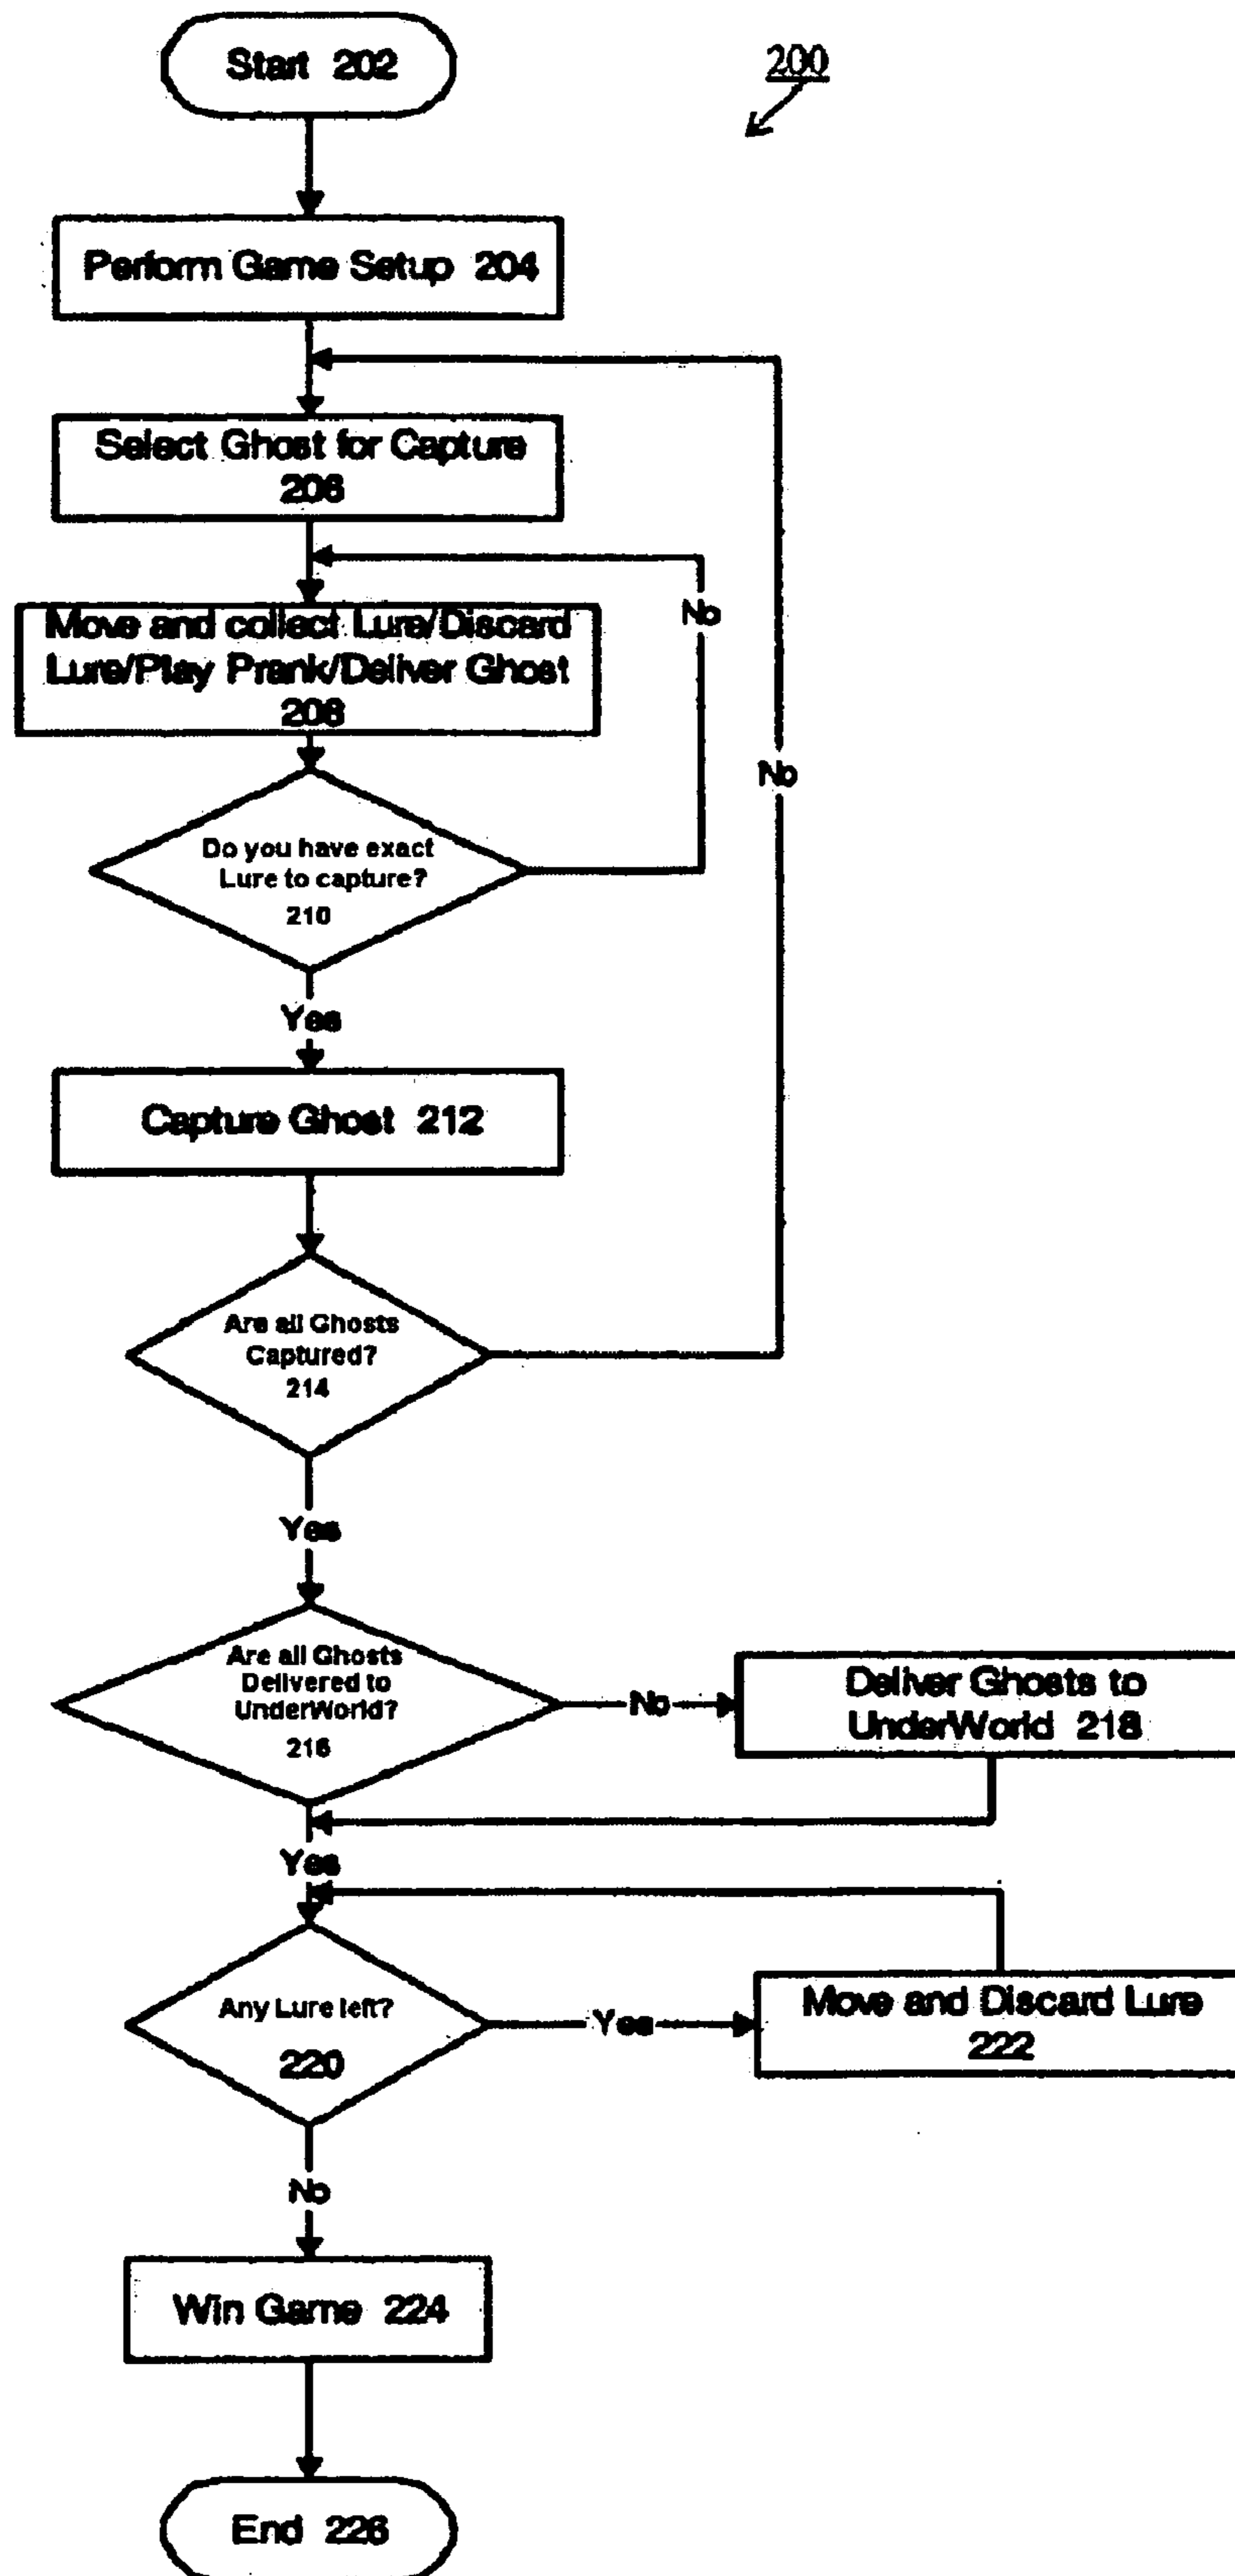 Start 202
200
Perform Game Setup 204
Select Ghost for Capture
206
Move and collect Lure/Discard
Lure/Play Prank/Deliver Ghost
208
No
No
Do you have exact
Lure to capture?
210
Yes
Capture Ghost 212
Are all Ghosts
Captured?
214
Yes
Are all Ghosts
Delivered to
UnderWorld?
216
No
Deliver Ghosts to
UnderWorld 218
Yes
Any Lure left?
220
Yes
Move and Discard Lure
222
No
Win Game 224
End 226